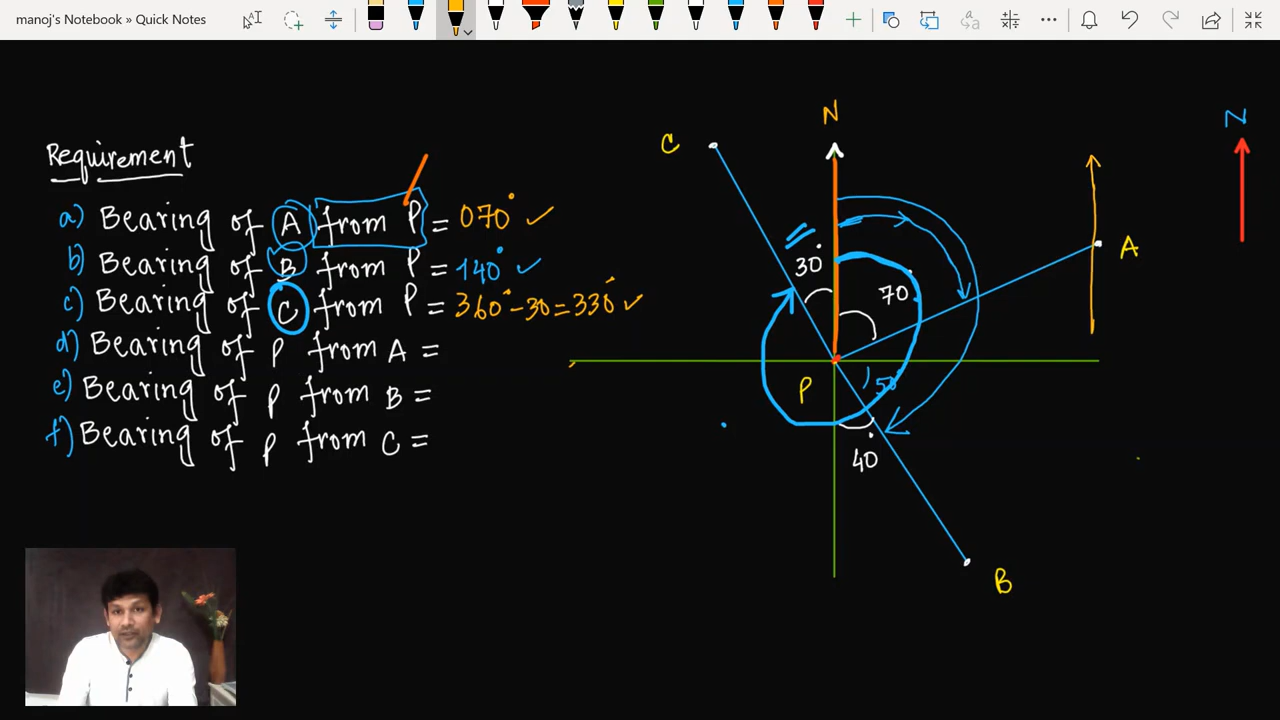 manoj's Notebook » Quick Notes
Requirement
a) Bearing of A from P = 070° ✓
b) Bearing of B from P = 140° ✓
c) Bearing of C from P = 360° - 30 = 330° ✓
d) Bearing of P from A =
e) Bearing of P from B =
f) Bearing of P from C =
N
N
C
A
30°
70°
P
50°
40°
B